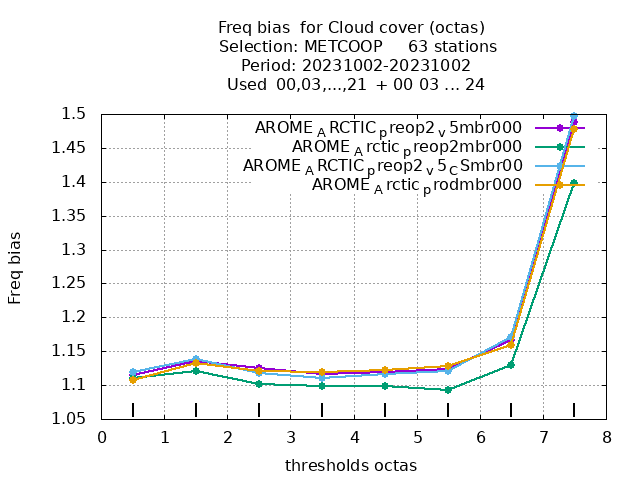 Freq bias  for Cloud cover (octas)
Selection: METCOOP     63 stations
Period: 20231002-20231002
Used  00,03,...,21  + 00 03 ... 24
AROME_ARCTIC_preop2_v5mbr000
AROME_Arctic_preop2mbr000
AROME_ARCTIC_preop2_v5_CSmbr00
AROME_Arctic_prodmbr000
1.5
1.45
1.4
1.35
1.3
1.25
1.2
1.15
1.1
1.05
Freq bias
0 1 2 3 4 5 6 7 8
thresholds octas